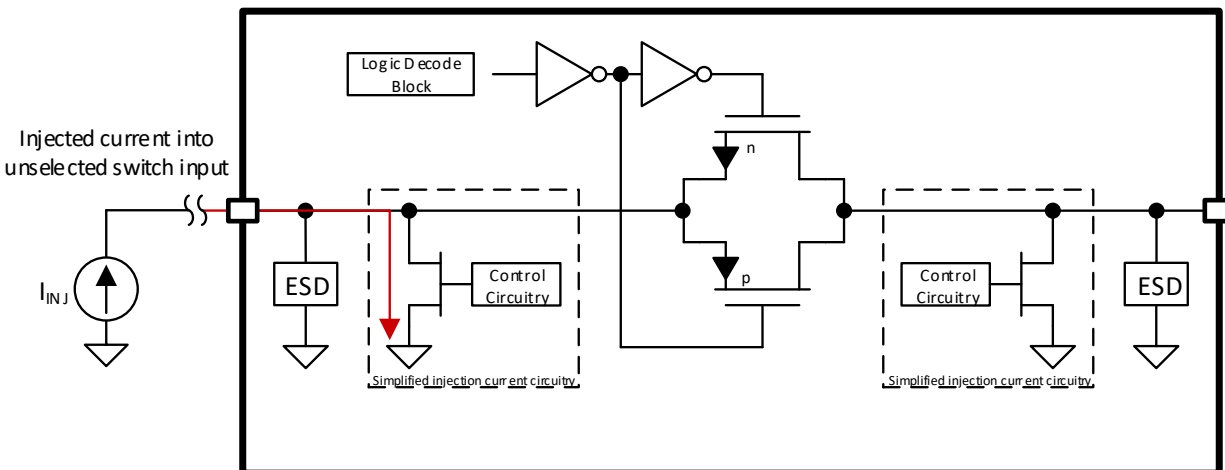 Logic Decode
Block
Injected current into
unselected switch input
n
p
I_INJ
ESD
Control
Circuitry
Simplified injection current circuitry
Control
Circuitry
ESD
Simplified injection current circuitry